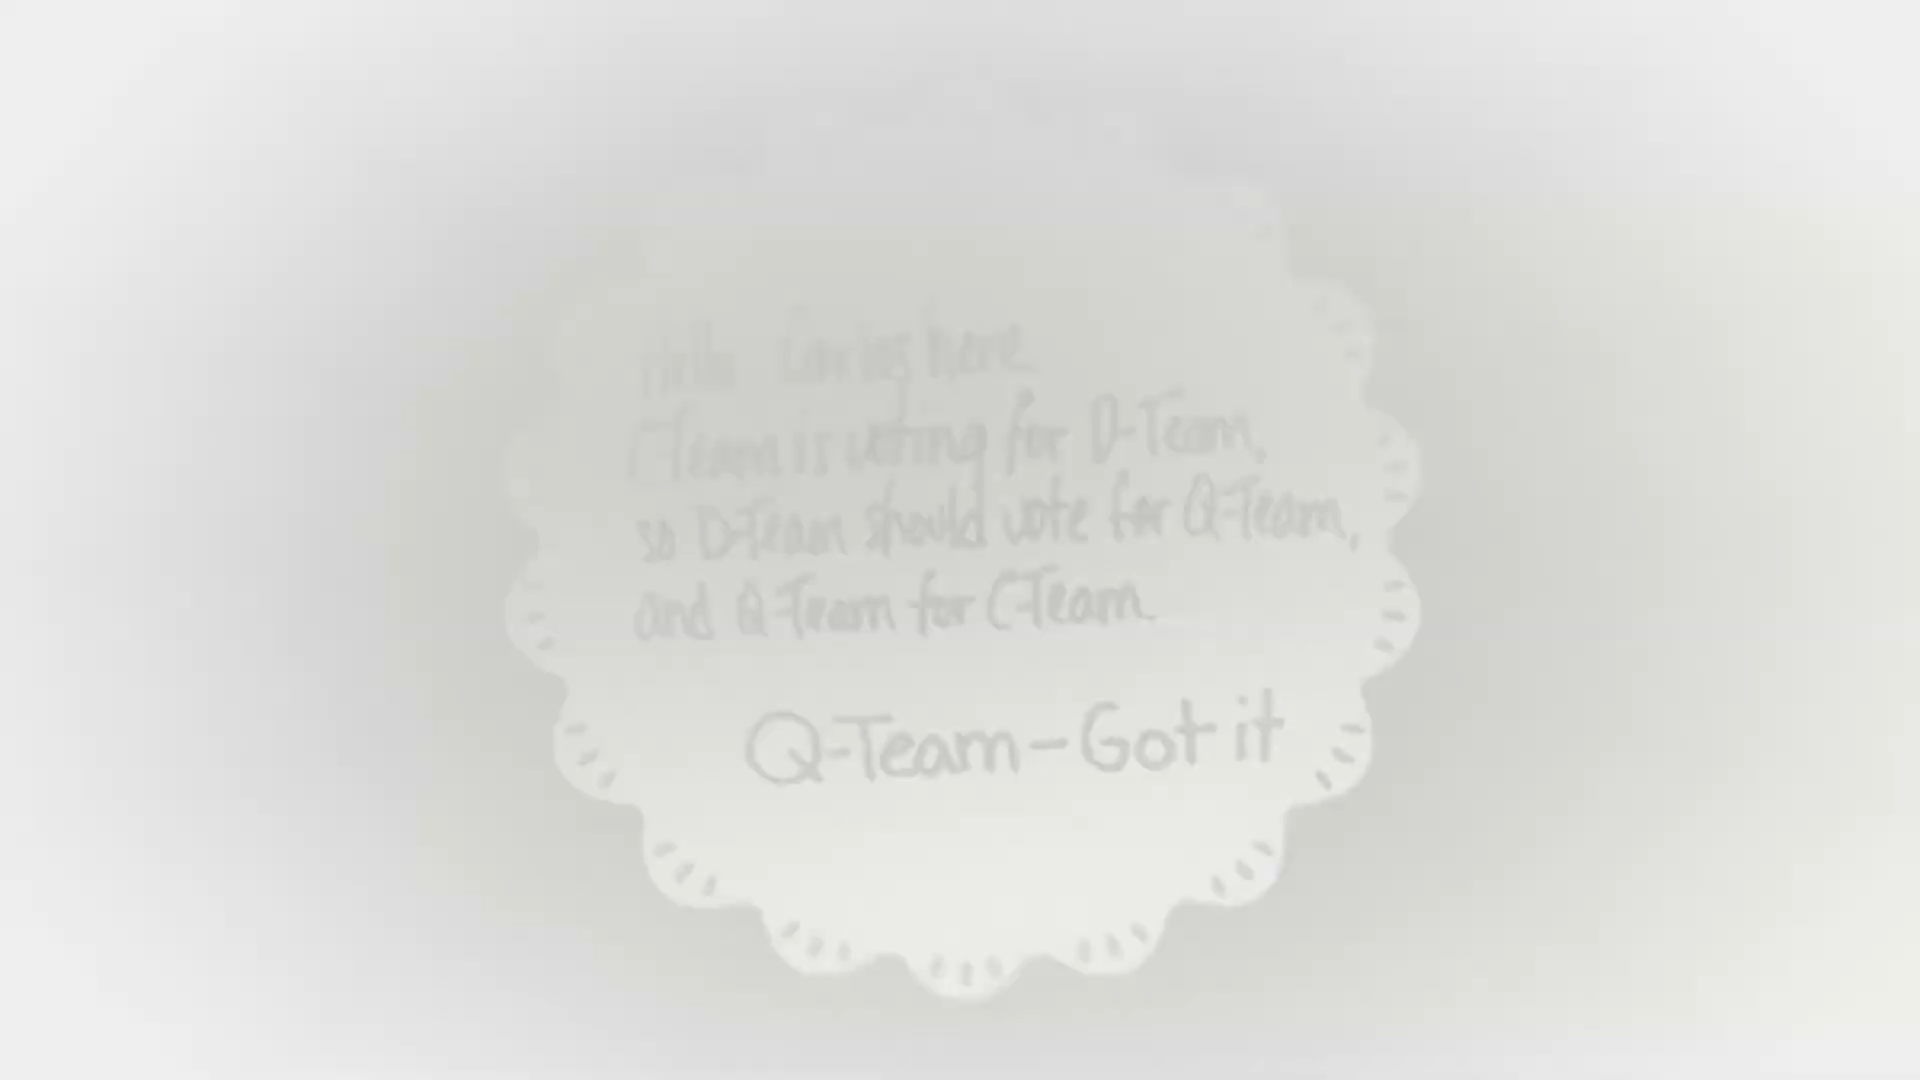 Hello Carlos here
C-Team is voting for D-Team,
so D-Team should vote for Q-Team,
and Q-Team for C-Team
Q-Team - Got it